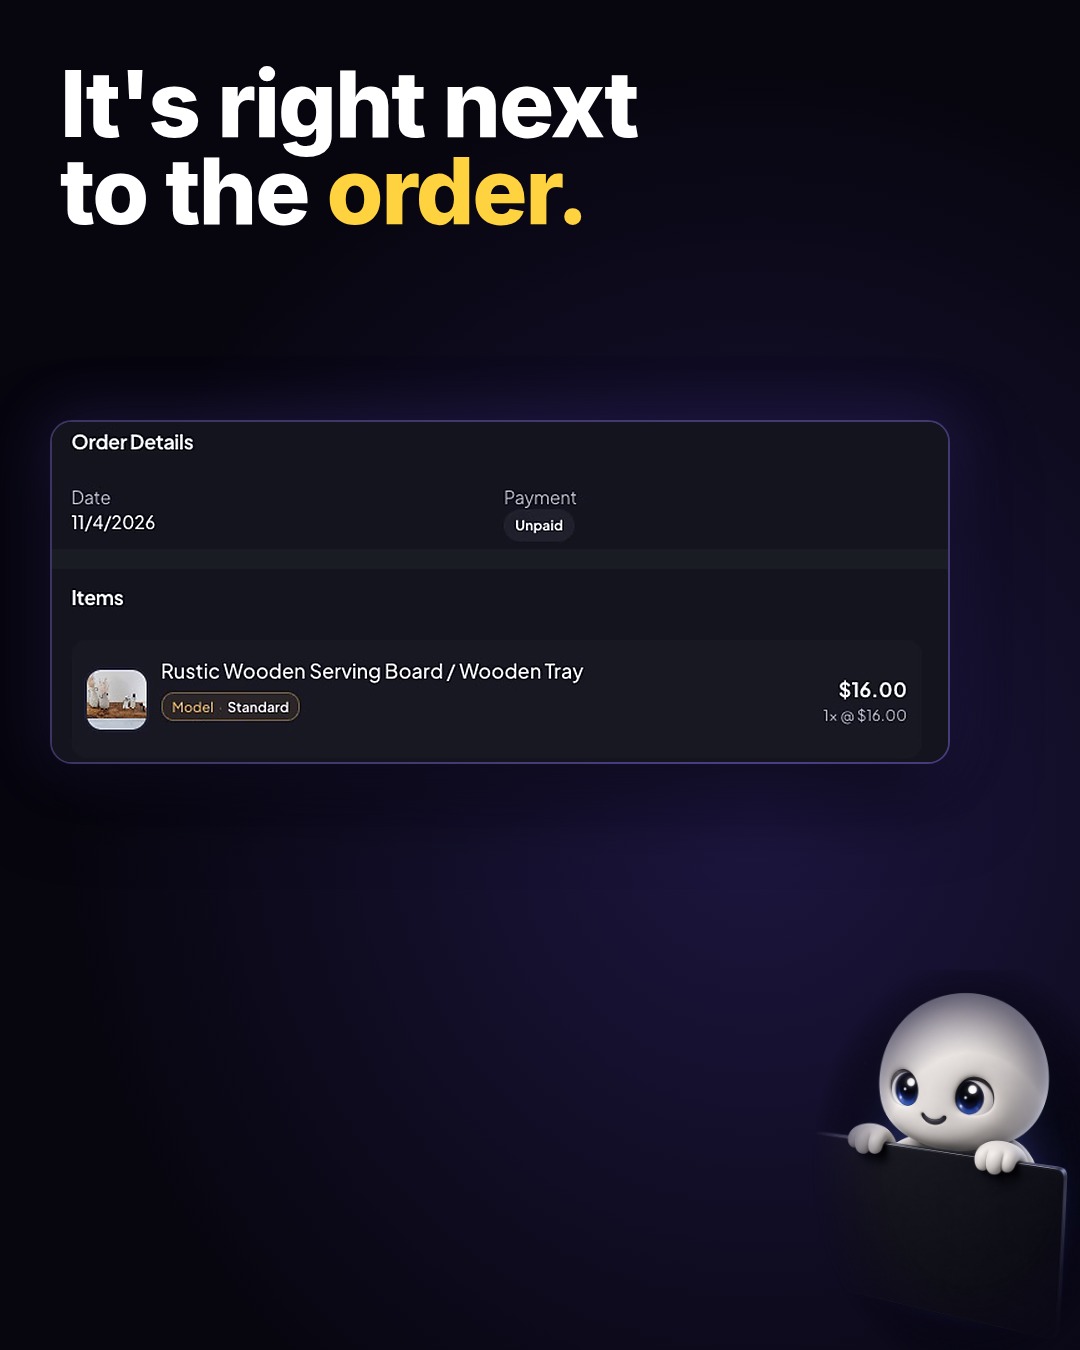 It's right next
to the order.
Order Details
Date
Payment
11/4/2026
Unpaid
Items
Rustic Wooden Serving Board / Wooden Tray
Model · Standard
$16.00
1x @ $16.00